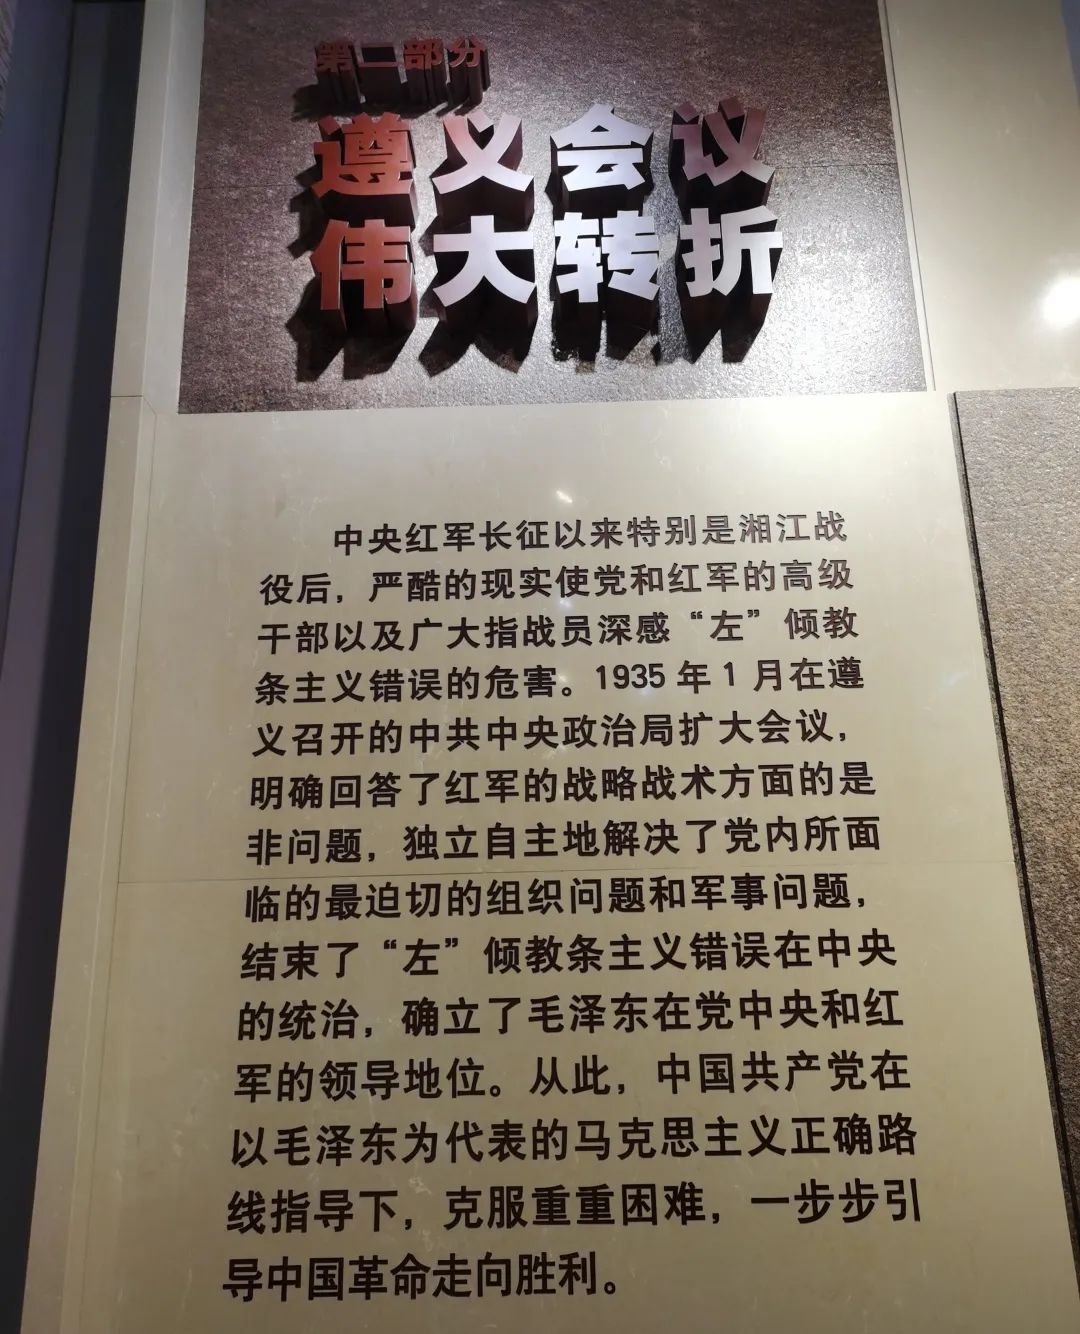 第二部分
遵义会议
伟大转折
中央红军长征以来特别是湘江战
役后，严酷的现实使党和红军的高级
干部以及广大指战员深感“左”倾教
条主义错误的危害。1935 年 1 月在遵
义召开的中共中央政治局扩大会议，
明确回答了红军的战略战术方面的是
非问题，独立自主地解决了党内所面
临的最迫切的组织问题和军事问题，
结束了“左”倾教条主义错误在中央
的统治，确立了毛泽东在党中央和红
军的领导地位。从此，中国共产党在
以毛泽东为代表的马克思主义正确路
线指导下，克服重重困难，一步步引
导中国革命走向胜利。